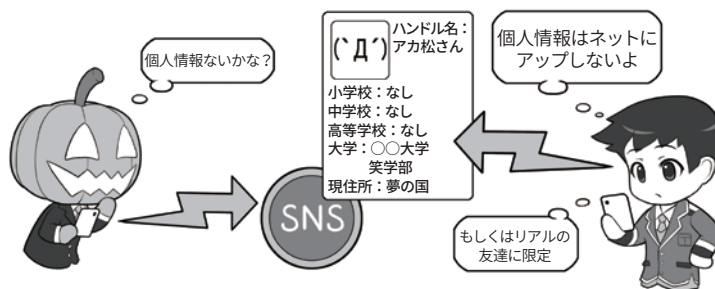 個人情報ないかな？
ハンドル名：
アカ松さん
(｀Д´)
小学校：なし
中学校：なし
高等学校：なし
大学：○○大学
笑学部
現住所：夢の国
SNS
個人情報はネットに
アップしないよ
もしくはリアルの
友達に限定